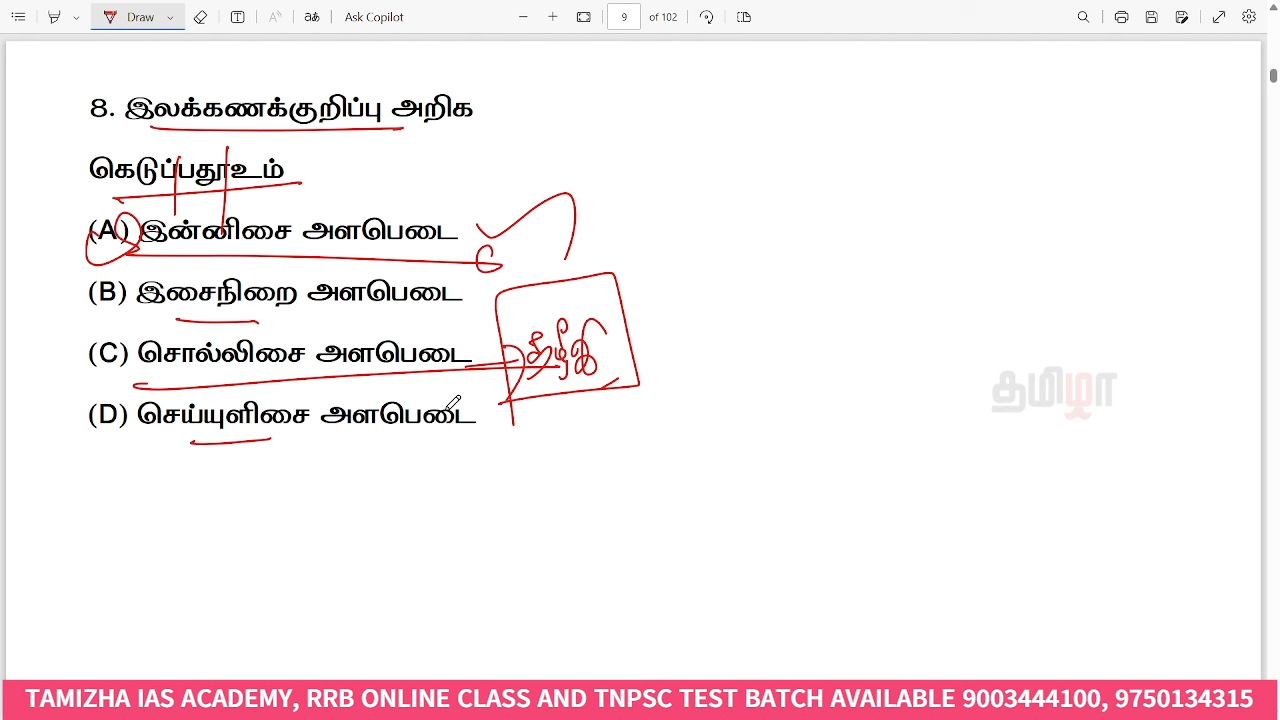 Draw
Ask Copilot
9 of 102
8. இலக்கணக்குறிப்பு அறிக
கெடுப்பதூஉம்
(A) இன்னிசை அளபெடை
(B) இசைநிறை அளபெடை
(C) சொல்லிசை அளபெடை
(D) செய்யுளிசை அளபெடை
தமிழா
TAMIZHA IAS ACADEMY, RRB ONLINE CLASS AND TNPSC TEST BATCH AVAILABLE 9003444100, 9750134315